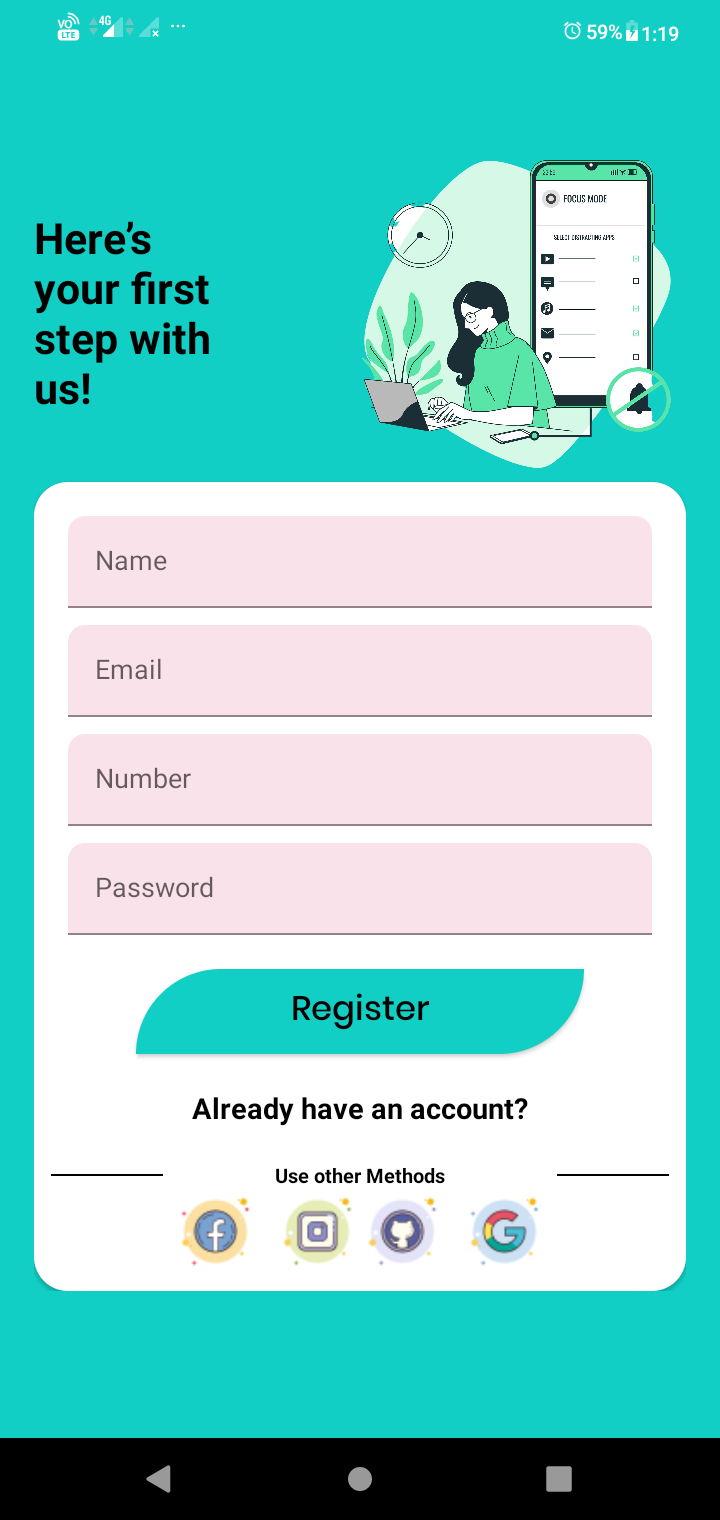 VO LTE 4G 59% 1:19
FOCUS MODE
SELECT DISTRACTING APPS
Here’s
your first
step with
us!
Name
Email
Number
Password
Register
Already have an account?
Use other Methods